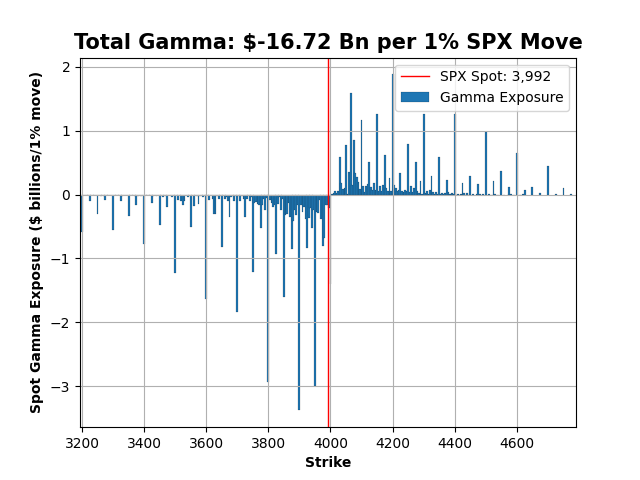 Total Gamma: $-16.72 Bn per 1% SPX Move
SPX Spot: 3,992
Gamma Exposure
Spot Gamma Exposure ($ billions/1% move)
2
1
0
−1
−2
−3
3200 3400 3600 3800 4000 4200 4400 4600
Strike